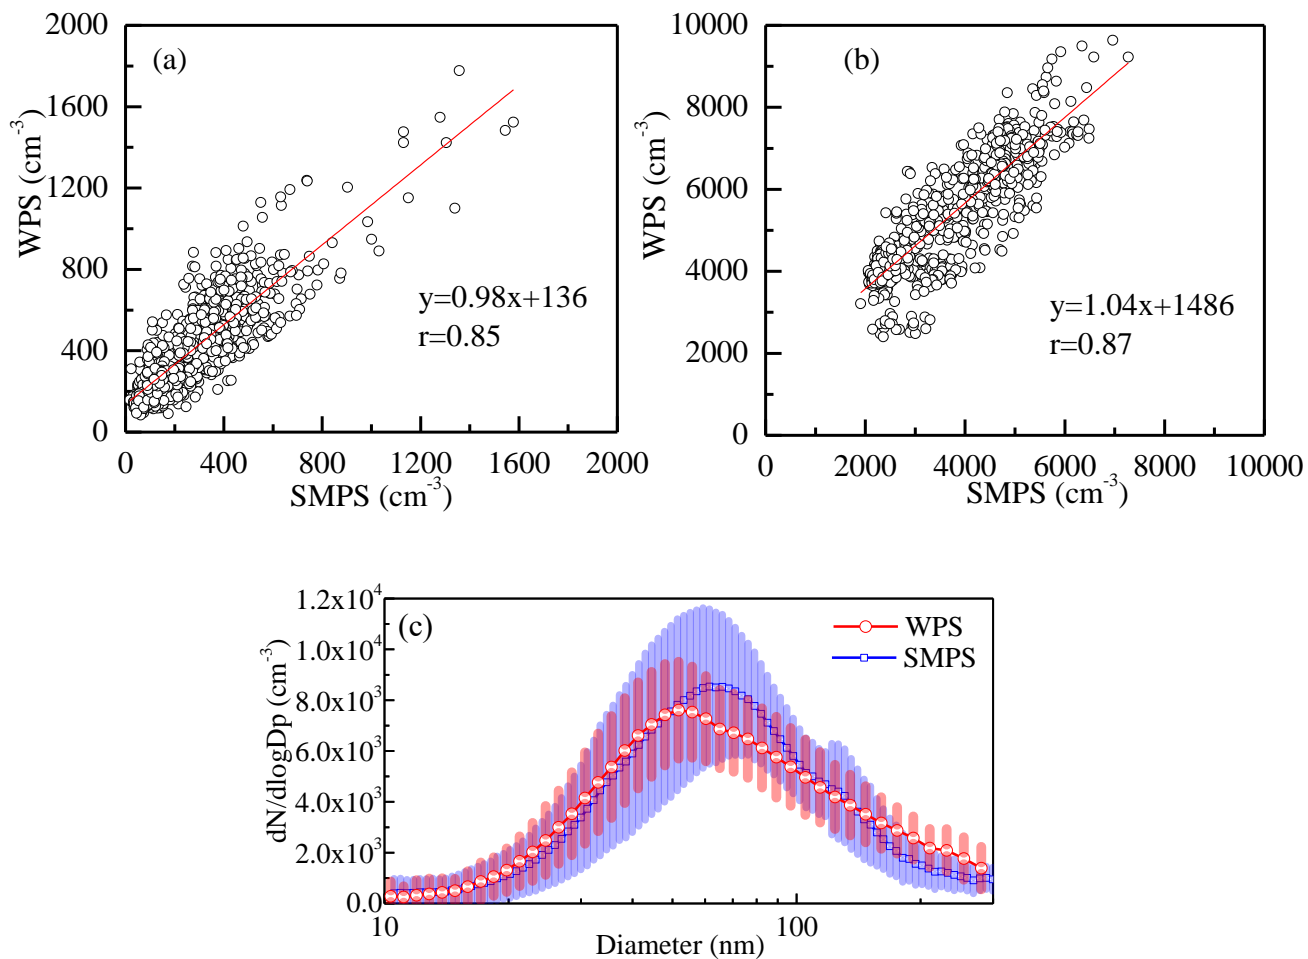 (a)
2000
1600
1200
800
400
0
WPS (cm⁻³)
0 400 800 1200 1600 2000
SMPS (cm⁻³)
y=0.98x+136
r=0.85
(b)
10000
8000
6000
4000
2000
0
WPS (cm⁻³)
0 2000 4000 6000 8000 10000
SMPS (cm⁻³)
y=1.04x+1486
r=0.87
(c)
1.2x10⁴
1.0x10⁴
8.0x10³
6.0x10³
4.0x10³
2.0x10³
0.0
dN/dlogDp (cm⁻³)
WPS
SMPS
10 100
Diameter (nm)